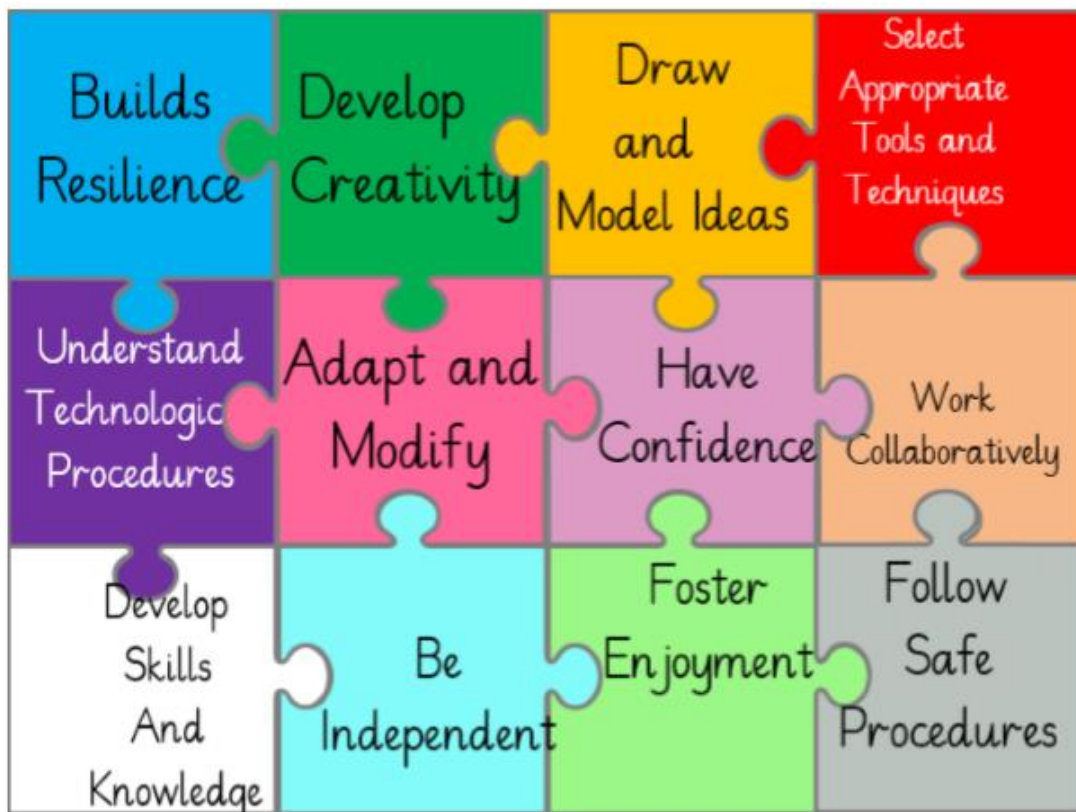 Builds
Resilience
Develop
Creativity
Draw
and
Model Ideas
Select
Appropriate
Tools and
Techniques
Understand
Technologic
Procedures
Adapt and
Modify
Have
Confidence
Work
Collaboratively
Develop
Skills
And
Knowledge
Be
Independent
Foster
Enjoyment
Follow
Safe
Procedures